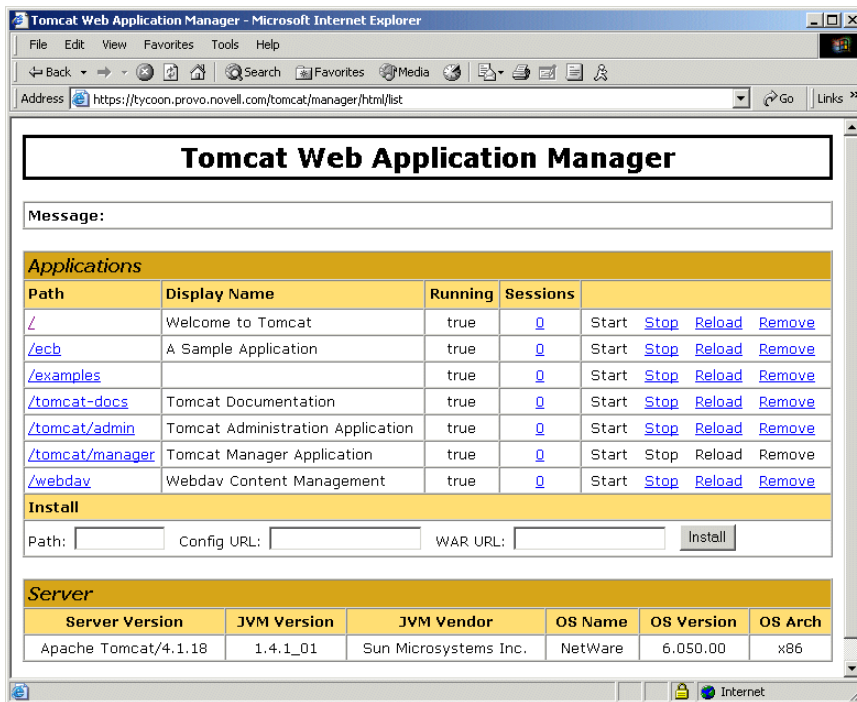 Tomcat Web Application Manager - Microsoft Internet Explorer
File Edit View Favorites Tools Help
Back Search Favorites Media
Address https://tycoon.provo.novell.com/tomcat/manager/html/list Go Links »
Tomcat Web Application Manager
Message:
Applications
Path Display Name Running Sessions
/ Welcome to Tomcat true 0 Start Stop Reload Remove
/ecb A Sample Application true 0 Start Stop Reload Remove
/examples true 0 Start Stop Reload Remove
/tomcat-docs Tomcat Documentation true 0 Start Stop Reload Remove
/tomcat/admin Tomcat Administration Application true 0 Start Stop Reload Remove
/tomcat/manager Tomcat Manager Application true 0 Start Stop Reload Remove
/webdav Webdav Content Management true 0 Start Stop Reload Remove
Install
Path: Config URL: WAR URL: Install
Server
Server Version JVM Version JVM Vendor OS Name OS Version OS Arch
Apache Tomcat/4.1.18 1.4.1_01 Sun Microsystems Inc. NetWare 6.050.00 x86
Internet